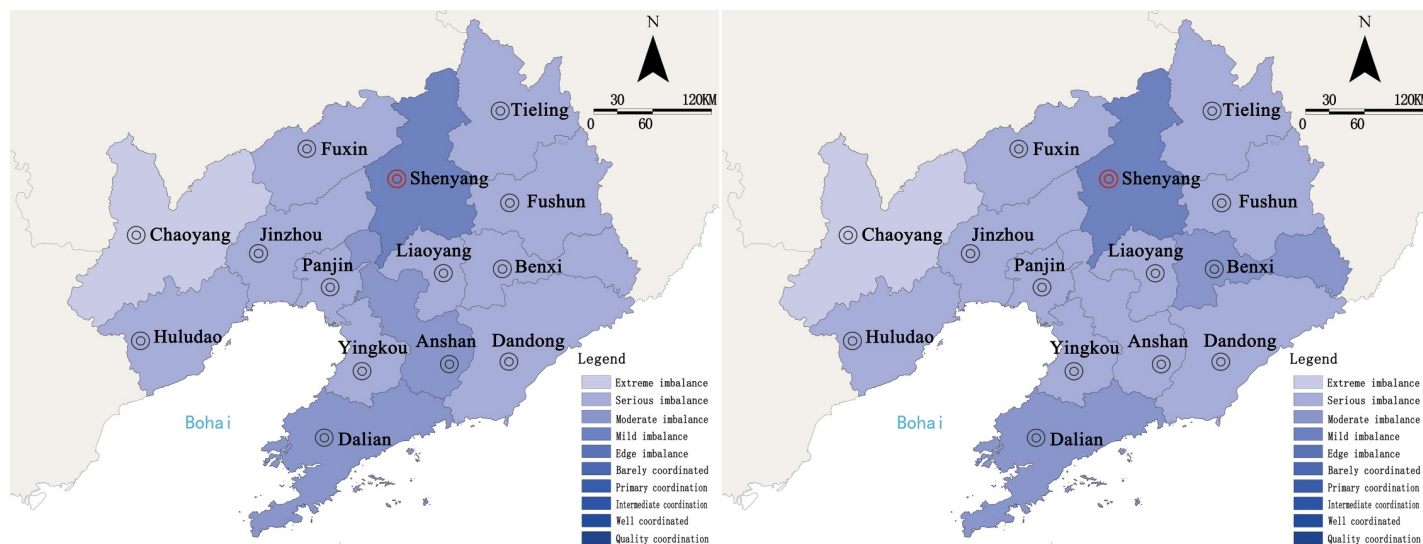 N
30 120KM
0 60
Tieling
Fuxin
Shenyang
Fushun
Chaoyang
Jinzhou
Liaoyang
Panjin
Benxi
Huludao
Yingkou
Anshan
Dandong
Dalian
Bohai
Legend
Extreme imbalance
Serious imbalance
Moderate imbalance
Mild imbalance
Edge imbalance
Barely coordinated
Primary coordination
Intermediate coordination
Well coordinated
Quality coordination
N
30 120KM
0 60
Tieling
Fuxin
Shenyang
Fushun
Chaoyang
Jinzhou
Liaoyang
Panjin
Benxi
Huludao
Yingkou
Anshan
Dandong
Dalian
Bohai
Legend
Extreme imbalance
Serious imbalance
Moderate imbalance
Mild imbalance
Edge imbalance
Barely coordinated
Primary coordination
Intermediate coordination
Well coordinated
Quality coordination